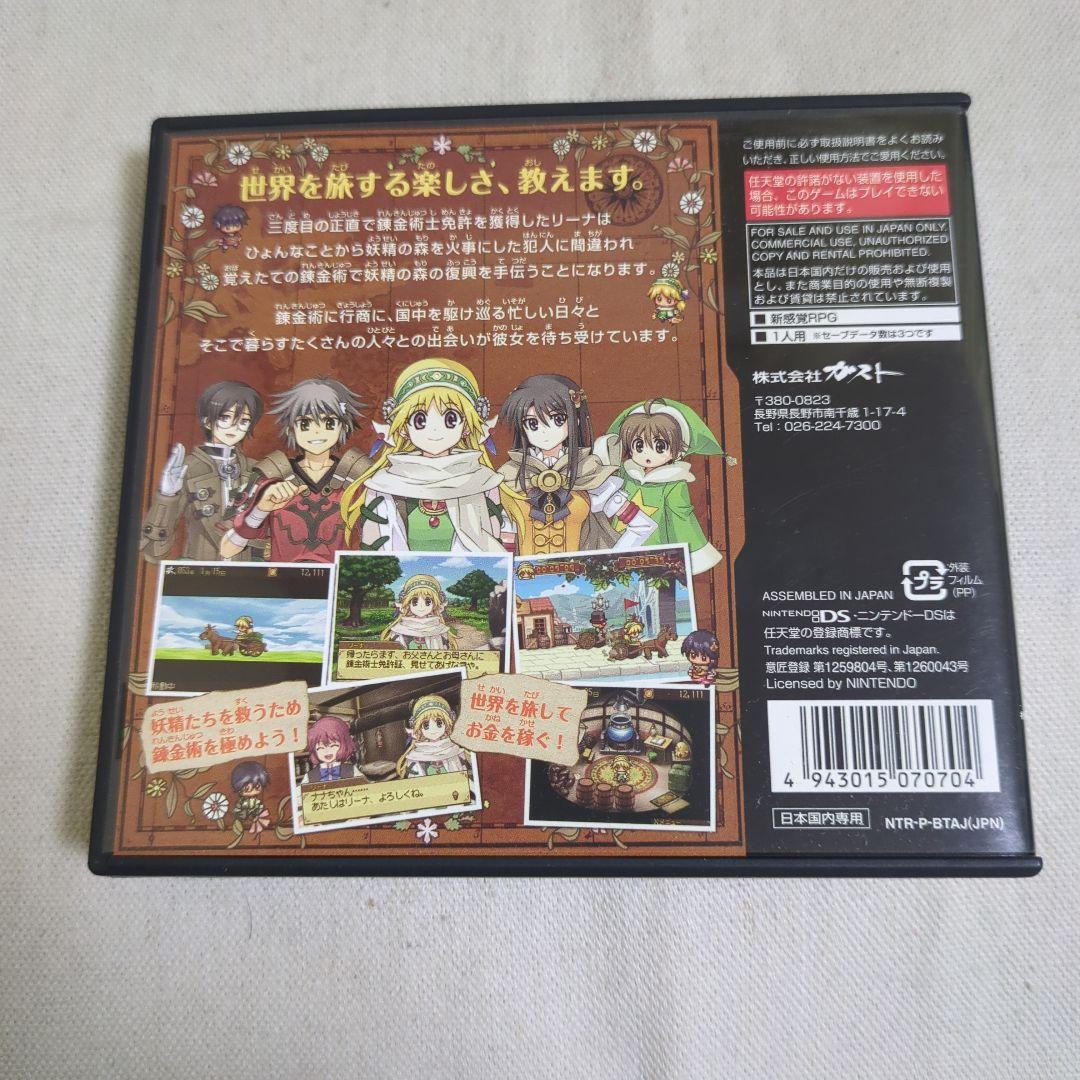 世界を旅する楽しさ、教えます。
三度目の正直で錬金術士免許を獲得したリーナは
ひょんなことから妖精の森を火事にした犯人に間違われ
覚えたての錬金術で妖精の森の復興を手伝うことになります。
錬金術に行商に、国中を駆け巡る忙しい日々と
そこで暮らすたくさんの人々との出会いが彼女を待ち受けています。
12,111
移動中
帰ったらまず、お父さんとお母さんに
錬金術士免許証、見せてあげなきゃや。
妖精たちを救うため
錬金術を極めよう！
世界を旅して
お金を稼ぐ！
ナナちゃん……
あたしはリーナ、よろしくね。
12,111
ご使用前に必ず取扱説明書をよくお読み
いただき、正しい使用方法でご愛用ください。
任天堂の許諾がない装置を使用した
場合、このゲームはプレイできない
可能性があります。
FOR SALE AND USE IN JAPAN ONLY.
COMMERCIAL USE, UNAUTHORIZED
COPY AND RENTAL PROHIBITED.
本品は日本国内だけの販売および使用
とし、また商業目的の使用や無断複製
および賃貸は禁止されています。
■ 新感覚RPG
■ 1人用 ※セーブデータ数は3つです
株式会社ガスト
〒380-0823
長野県長野市南千歳 1-17-4
Tel : 026-224-7300
プラ
外装
フィルム
(PP)
ASSEMBLED IN JAPAN
NINTENDO DS・ニンテンドーDSは
任天堂の登録商標です。
Trademarks registered in Japan.
意匠登録 第1259804号、第1260043号
Licensed by NINTENDO
4 943015 070704
日本国内専用
NTR-P-BTAJ(JPN)